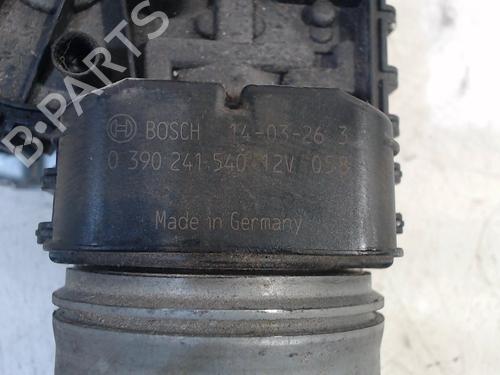 BOSCH 14-03-26 3
0 390 241 540 12V 058
Made in Germany
B-PARTS